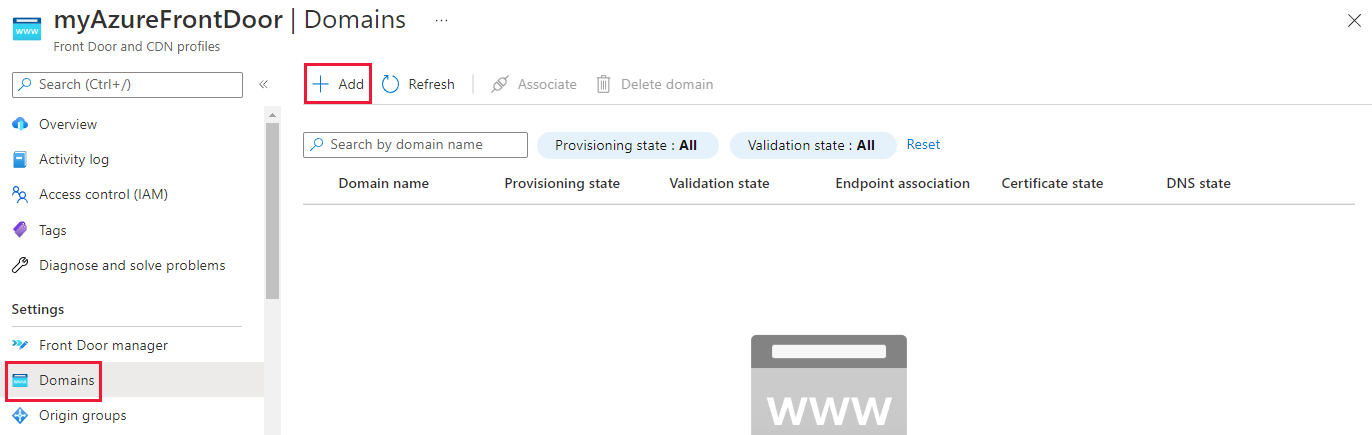 myAzureFrontDoor | Domains ...
Front Door and CDN profiles
Search (Ctrl+/)
Overview
Activity log
Access control (IAM)
Tags
Diagnose and solve problems
Settings
Front Door manager
Domains
Origin groups
Add Refresh Associate Delete domain
Search by domain name Provisioning state : All Validation state : All Reset
Domain name Provisioning state Validation state Endpoint association Certificate state DNS state
www